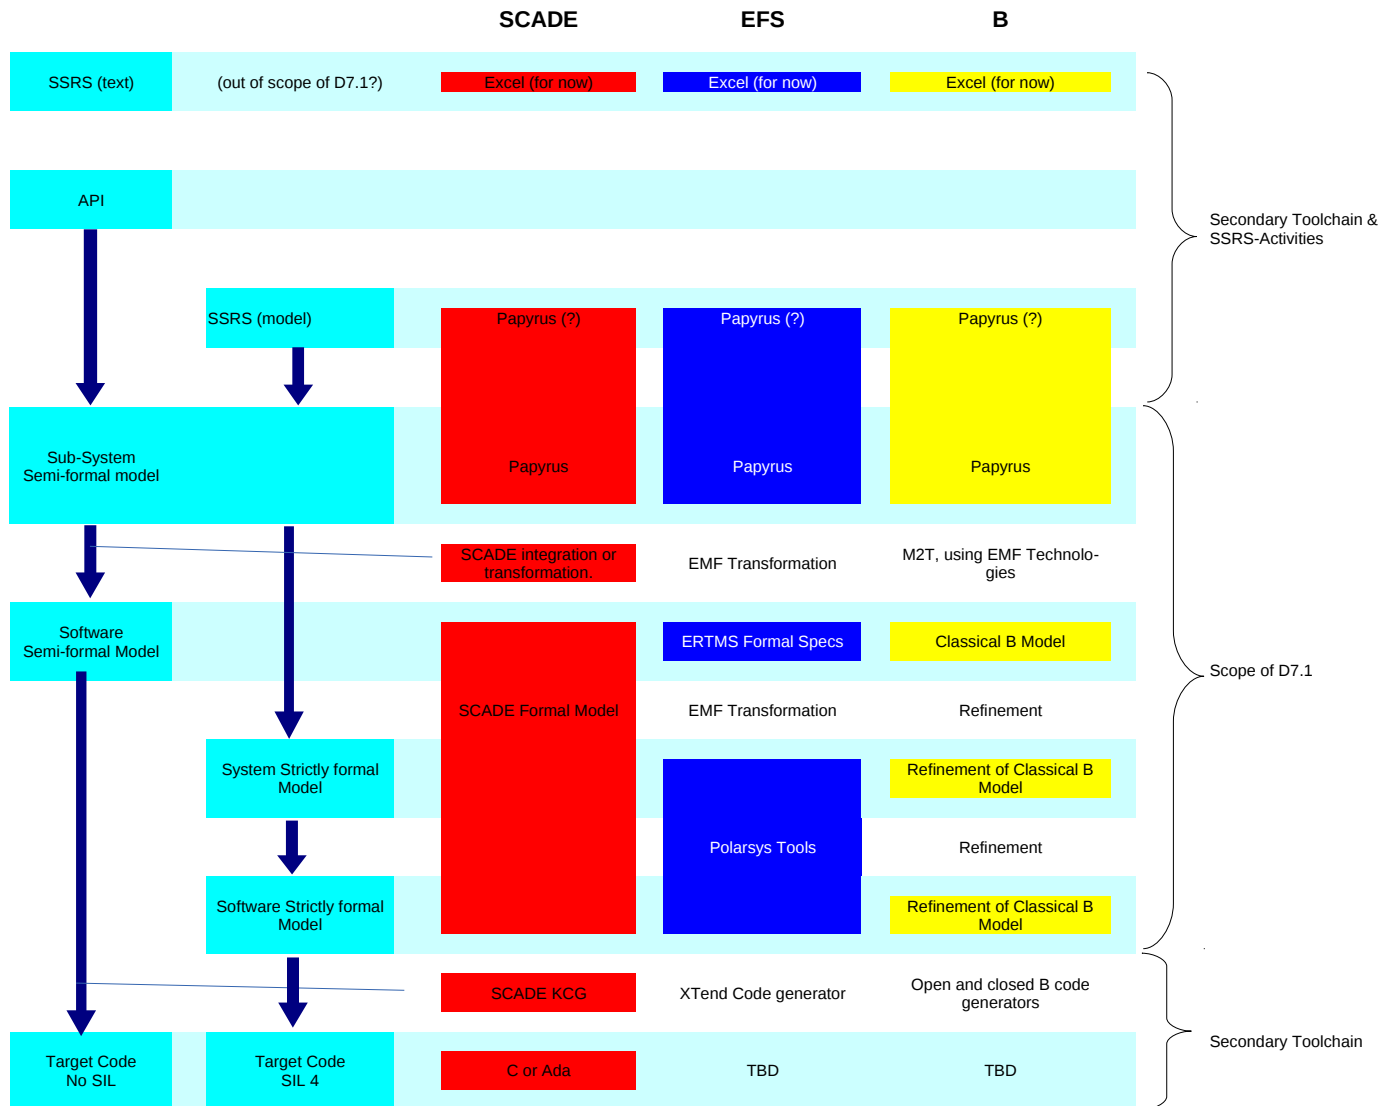 SCADE
EFS
B
SSRS (text)
(out of scope of D7.1?)
Excel (for now)
Excel (for now)
Excel (for now)
API
Secondary Toolchain &
SSRS-Activities
SSRS (model)
Papyrus (?)
Papyrus (?)
Papyrus (?)
Sub-System
Semi-formal model
Papyrus
Papyrus
Papyrus
SCADE integration or
transformation.
EMF Transformation
M2T, using EMF Technolo-
gies
Software
Semi-formal Model
ERTMS Formal Specs
Classical B Model
Scope of D7.1
SCADE Formal Model
EMF Transformation
Refinement
System Strictly formal
Model
Refinement of Classical B
Model
Polarsys Tools
Refinement
Software Strictly formal
Model
Refinement of Classical B
Model
SCADE KCG
XTend Code generator
Open and closed B code
generators
Secondary Toolchain
Target Code
No SIL
Target Code
SIL 4
C or Ada
TBD
TBD